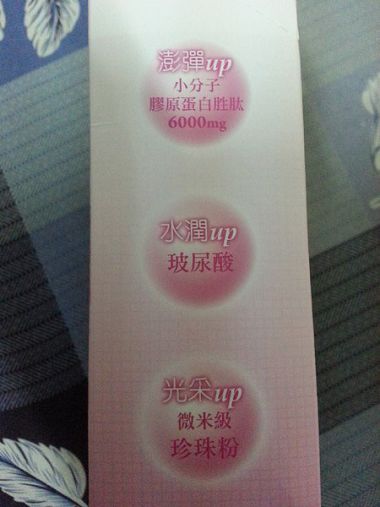 澎彈up
小分子
膠原蛋白胜肽
6000mg
水潤up
玻尿酸
光采up
微米級
珍珠粉